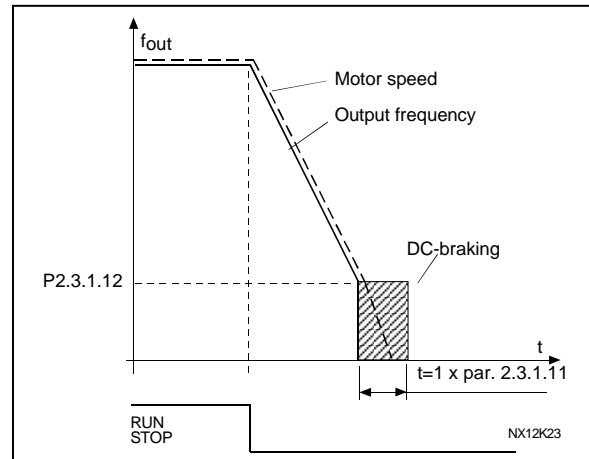 fout
Motor speed
Output frequency
DC-braking
P2.3.1.12
t
t=1 x par. 2.3.1.11
RUN
STOP
NX12K23